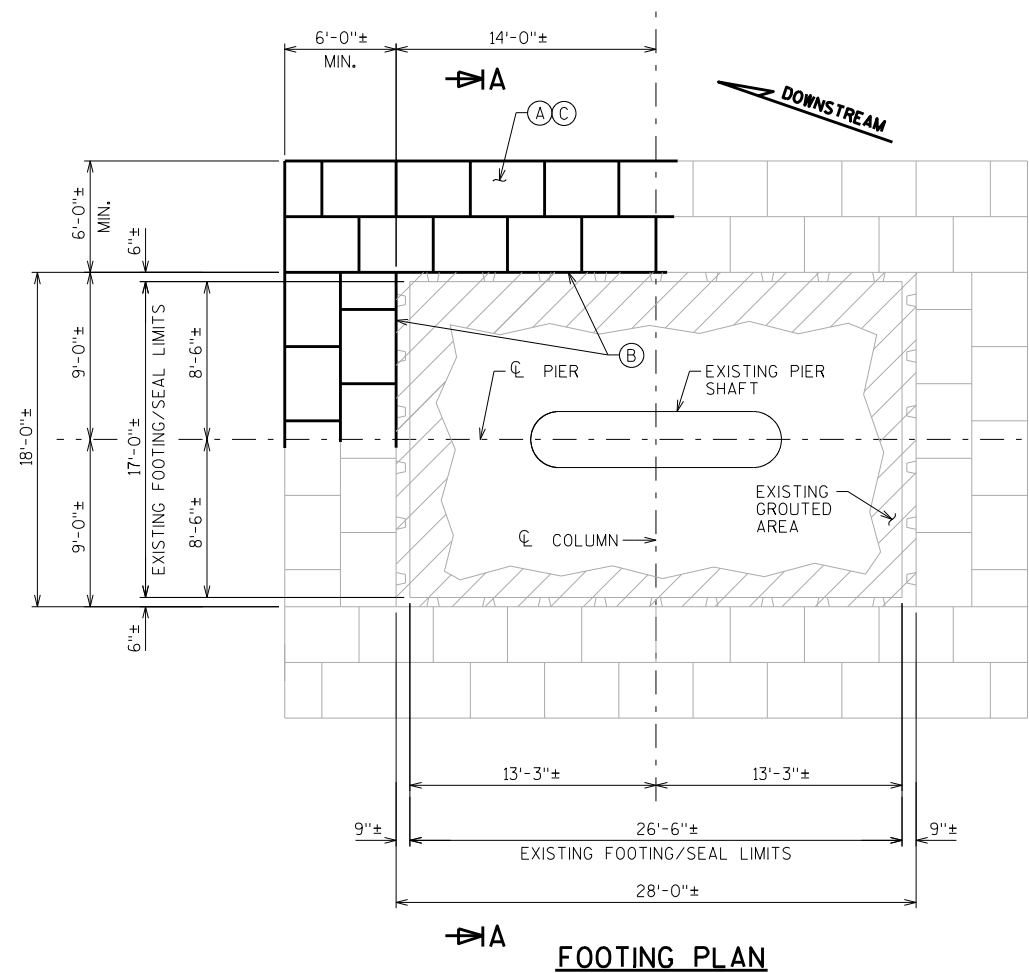 6'-0"±
MIN.
14'-0"±
A
A C
DOWNSTREAM
6'-0"±
MIN.
6"±
18'-0"±
9'-0"±
9'-0"±
17'-0"±
EXISTING FOOTING/SEAL LIMITS
8'-6"±
8'-6"±
6"±
B
℄ PIER
EXISTING PIER
SHAFT
EXISTING
GROUTED
AREA
℄ COLUMN
13'-3"±
13'-3"±
9"±
26'-6"±
9"±
EXISTING FOOTING/SEAL LIMITS
28'-0"±
A
FOOTING PLAN